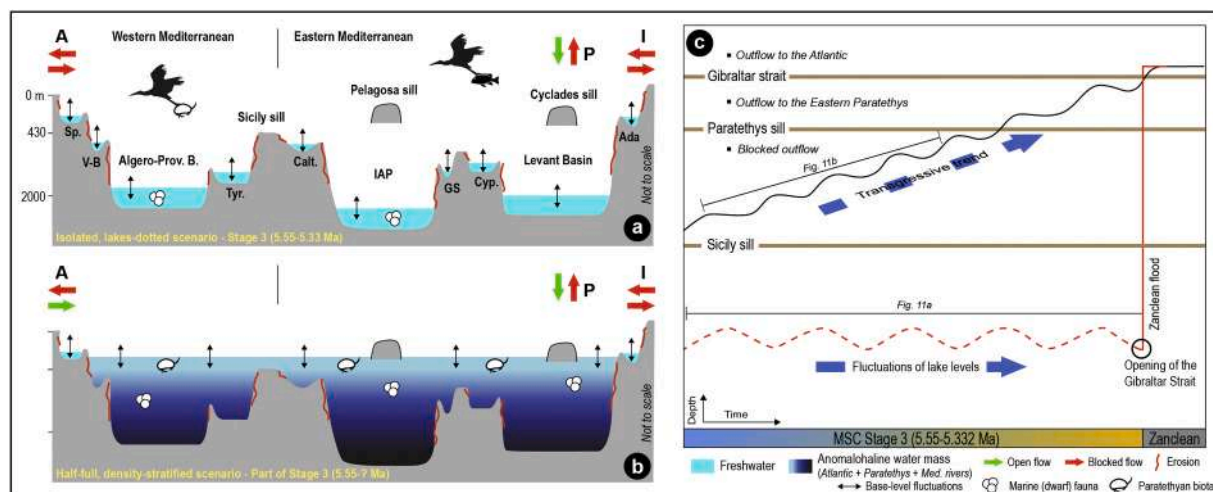 A
Western Mediterranean
Eastern Mediterranean
P
I
0 m
430
2000
Sp.
V-B
Algero-Prov. B.
Tyr.
Sicily sill
Calt.
Pelagosa sill
IAP
GS
Cyp.
Cyclades sill
Levant Basin
Ada
Not to scale
Isolated, lakes-dotted scenario - Stage 3 (5.55-5.33 Ma)
a
A
P
I
Not to scale
Half-full, density-stratified scenario - Part of Stage 3 (5.55-? Ma)
b
c
▪ Outflow to the Atlantic
Gibraltar strait
▪ Outflow to the Eastern Paratethys
Paratethys sill
▪ Blocked outflow
Fig. 11b
Transgressive trend
Sicily sill
Fig. 11a
Zanclean flood
Fluctuations of lake levels
Opening of the
Gibraltar Strait
Depth
Time
MSC Stage 3 (5.55-5.332 Ma)
Zanclean
Freshwater
Anomalohaline water mass
(Atlantic + Paratethys + Med. rivers)
Open flow
Blocked flow
Erosion
Base-level fluctuations
Marine (dwarf) fauna
Paratethyan biota